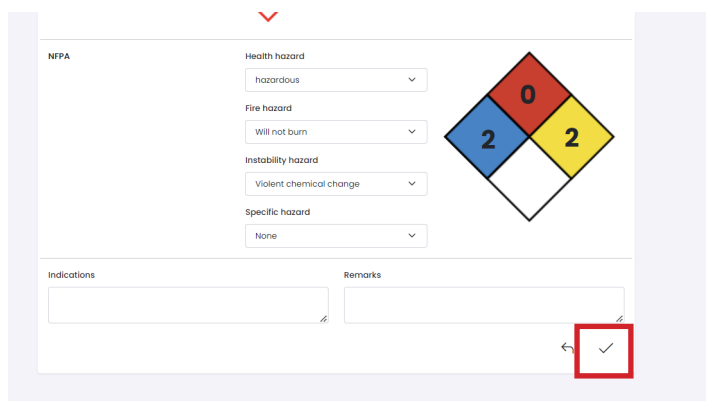 NFPA
Health hazard
hazardous
Fire hazard
Will not burn
Instability hazard
Violent chemical change
Specific hazard
None
0
2 2
Indications Remarks